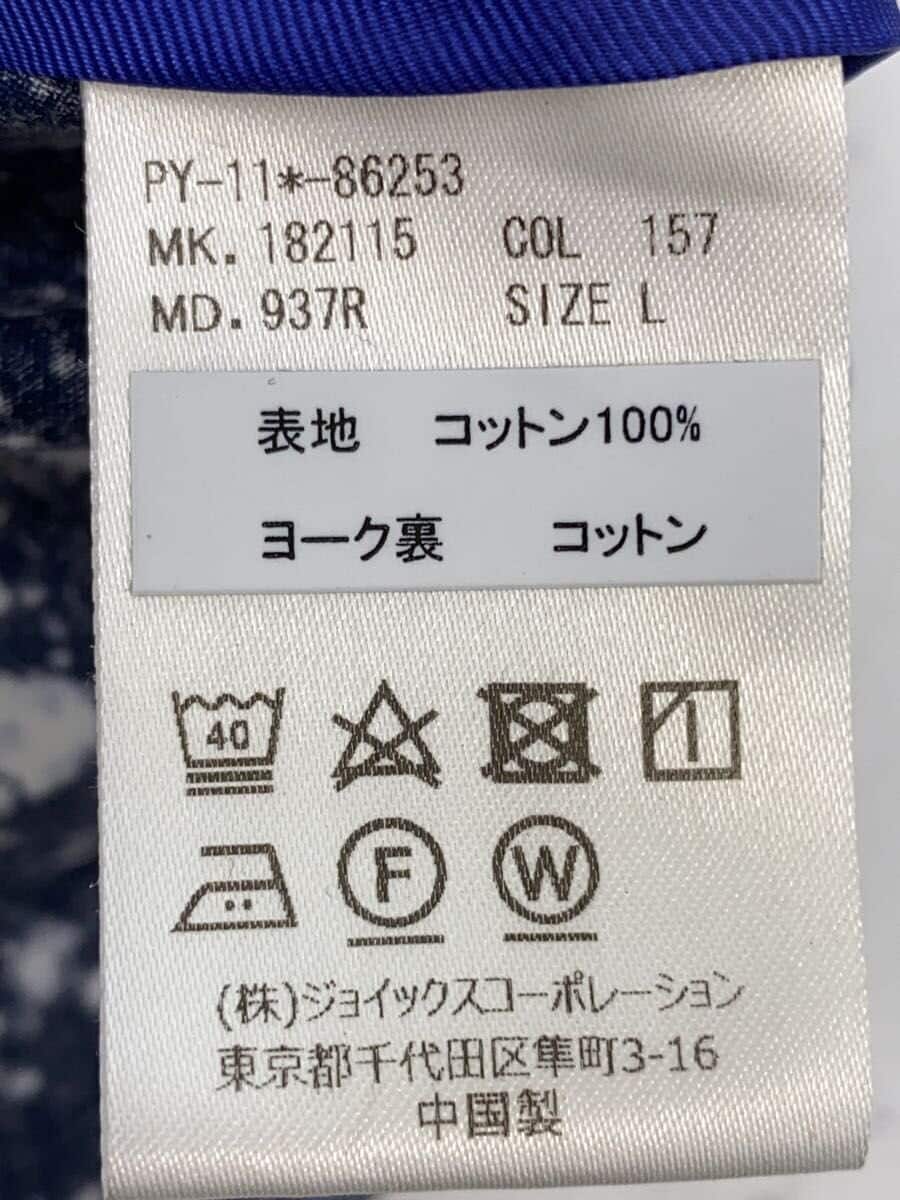 PY-11*-86253
MK.182115 COL 157
MD.937R SIZE L
表地 コットン100%
ヨーク裏 コットン
40
F W
(株)ジョイックスコーポレーション
東京都千代田区隼町3-16
中国製